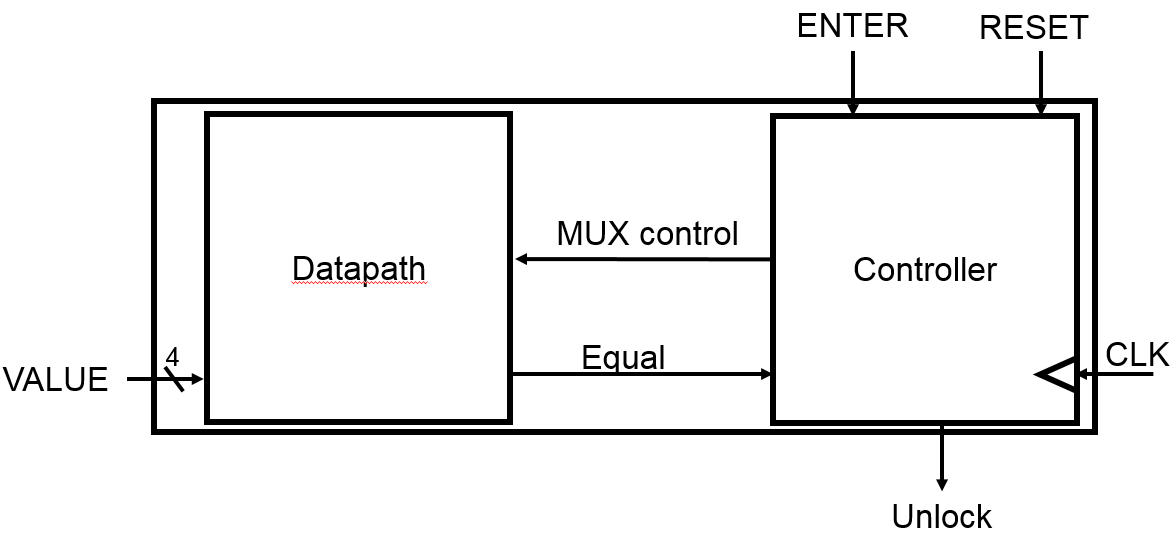 ENTER
RESET
MUX control
Datapath
Controller
4
Equal
CLK
VALUE
Unlock